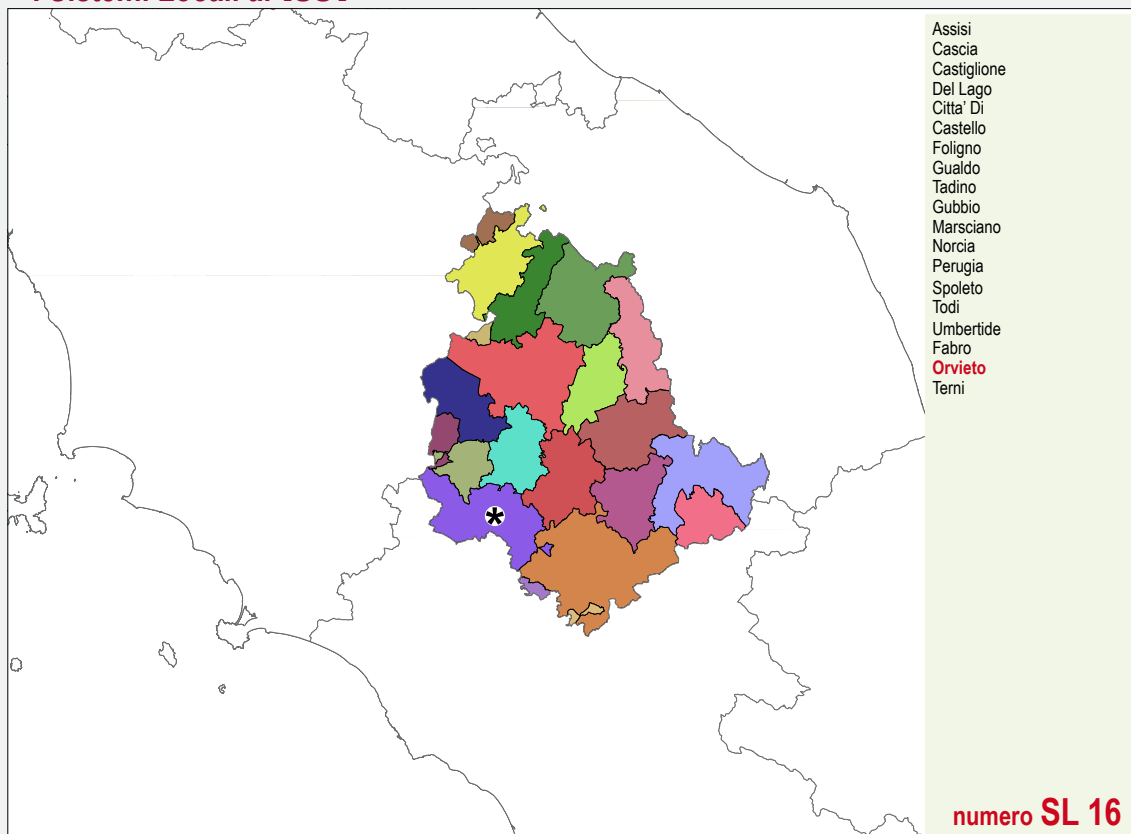 Assisi
Cascia
Castiglione
Del Lago
Citta' Di
Castello
Foligno
Gualdo
Tadino
Gubbio
Marsciano
Norcia
Perugia
Spoleto
Todi
Umbertide
Fabro
Orvieto
Terni
*
numero SL 16